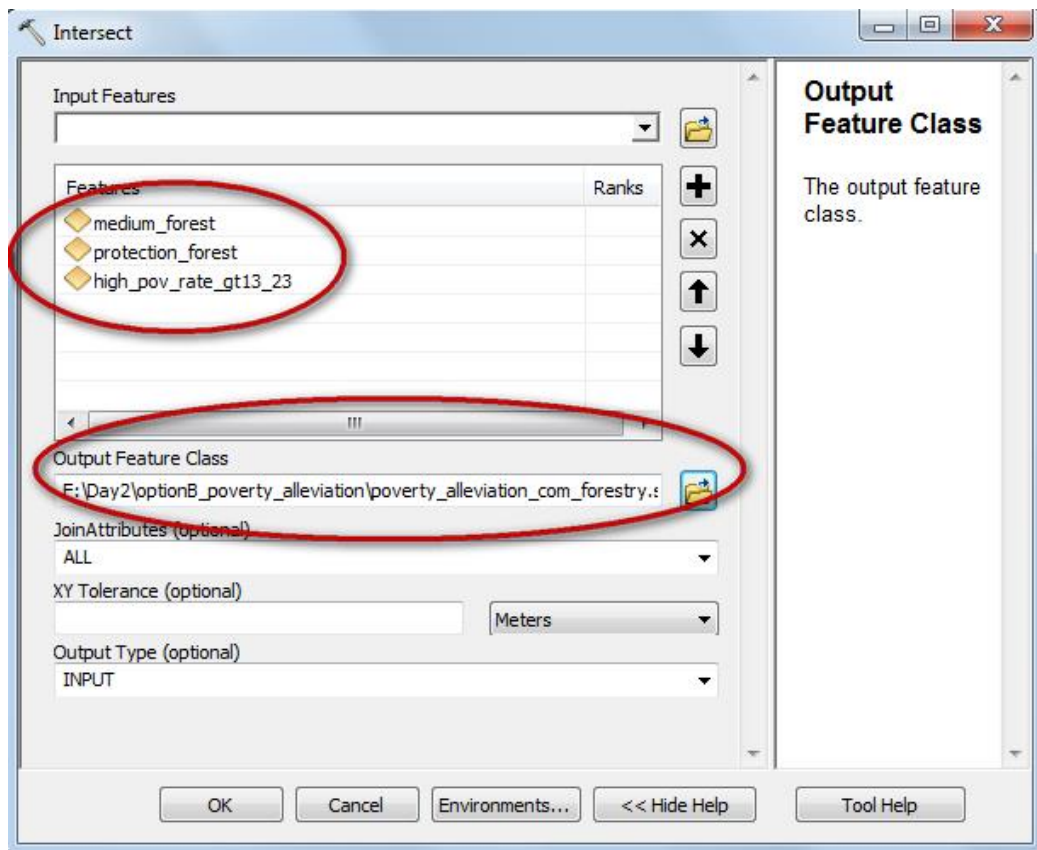 Intersect
Input Features
Features Ranks
medium_forest
protection_forest
high_pov_rate_gt13_23
Output Feature Class
F:\Day2\optionB_poverty_alleviation\poverty_alleviation_com_forestry.s
JoinAttributes (optional)
ALL
XY Tolerance (optional)
Meters
Output Type (optional)
INPUT
OK Cancel Environments... << Hide Help Tool Help
Output
Feature Class
The output feature
class.